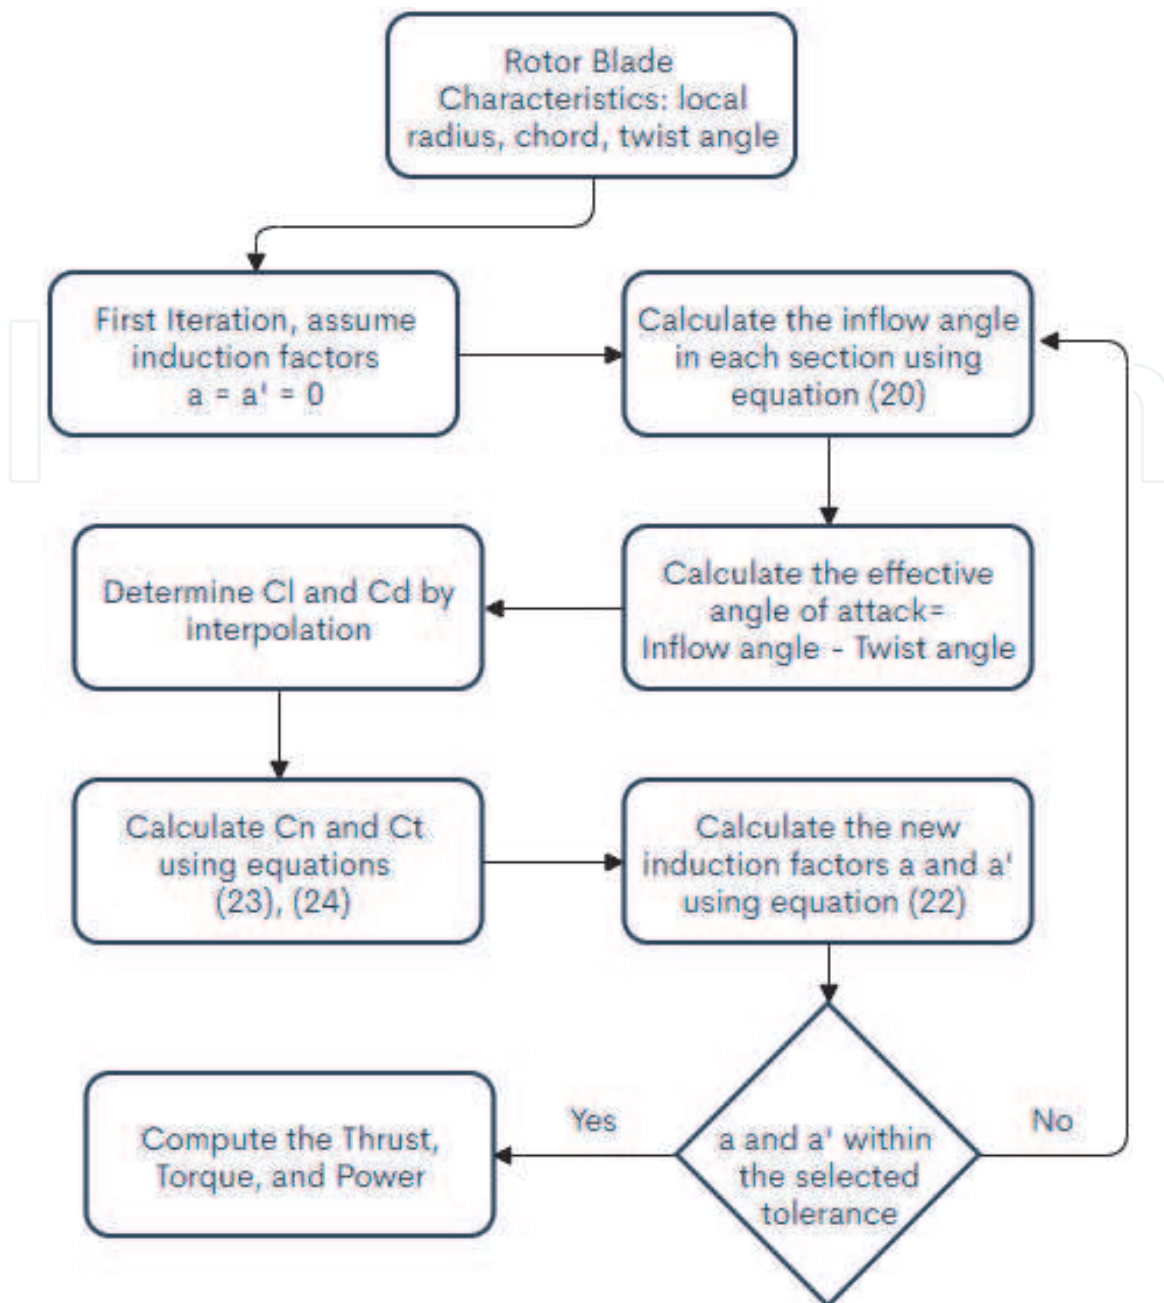 Rotor Blade
Characteristics: local
radius, chord, twist angle
First Iteration, assume
induction factors
a = a' = 0
Calculate the inflow angle
in each section using
equation (20)
Calculate the effective
angle of attack=
Inflow angle - Twist angle
Determine Cl and Cd by
interpolation
Calculate Cn and Ct
using equations
(23), (24)
Calculate the new
induction factors a and a'
using equation (22)
a and a' within
the selected
tolerance
Yes
No
Compute the Thrust,
Torque, and Power